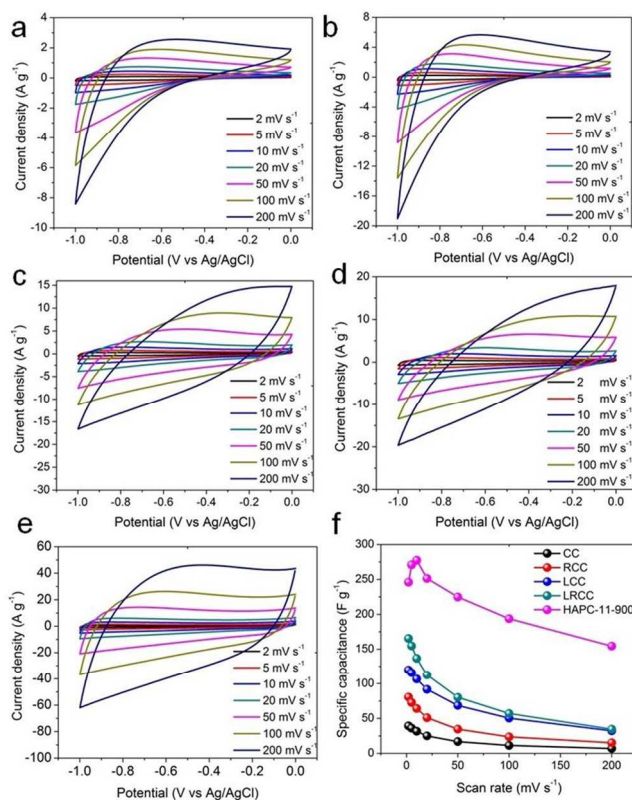 a
Current density (A g⁻¹)
4
2
0
-2
-4
-6
-8
-10
-1.0 -0.8 -0.6 -0.4 -0.2 0.0
Potential (V vs Ag/AgCl)
2 mV s⁻¹
5 mV s⁻¹
10 mV s⁻¹
20 mV s⁻¹
50 mV s⁻¹
100 mV s⁻¹
200 mV s⁻¹
b
Current density (A g⁻¹)
8
4
0
-4
-8
-12
-16
-20
-1.0 -0.8 -0.6 -0.4 -0.2 0.0
Potential (V vs Ag/AgCl)
2 mV s⁻¹
5 mV s⁻¹
10 mV s⁻¹
20 mV s⁻¹
50 mV s⁻¹
100 mV s⁻¹
200 mV s⁻¹
c
Current density (A g⁻¹)
15
10
5
0
-5
-10
-15
-20
-25
-30
-1.0 -0.8 -0.6 -0.4 -0.2 0.0
Potential (V vs Ag/AgCl)
2 mV s⁻¹
5 mV s⁻¹
10 mV s⁻¹
20 mV s⁻¹
50 mV s⁻¹
100 mV s⁻¹
200 mV s⁻¹
d
Current density (A g⁻¹)
20
10
0
-10
-20
-30
-1.0 -0.8 -0.6 -0.4 -0.2 0.0
Potential (V vs Ag/AgCl)
2 mV s⁻¹
5 mV s⁻¹
10 mV s⁻¹
20 mV s⁻¹
50 mV s⁻¹
100 mV s⁻¹
200 mV s⁻¹
e
Current density (A g⁻¹)
60
40
20
0
-20
-40
-60
-80
-100
-1.0 -0.8 -0.6 -0.4 -0.2 0.0
Potential (V vs Ag/AgCl)
2 mV s⁻¹
5 mV s⁻¹
10 mV s⁻¹
20 mV s⁻¹
50 mV s⁻¹
100 mV s⁻¹
200 mV s⁻¹
f
Specific capacitance (F g⁻¹)
400
350
300
250
200
150
100
50
0
0 50 100 150 200
Scan rate (mV s⁻¹)
CC
RCC
LCC
LRCC
HAPC-11-900